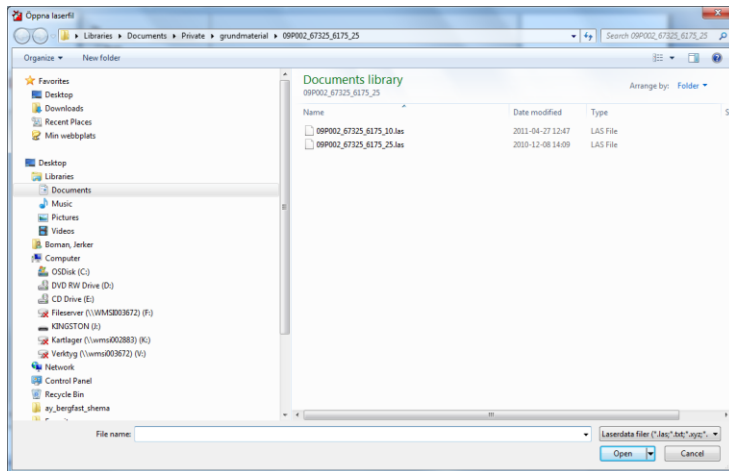 Öppna laserfil
Libraries ▸ Documents ▸ Private ▸ grundmaterial ▸ 09P002_67325_6175_25
Search 09P002_67325_6175_25
Organize
New folder
Favorites
Desktop
Downloads
Recent Places
Min webbplats
Desktop
Libraries
Documents
Music
Pictures
Videos
Boman, Jerker
Computer
OSDisk (C:)
DVD RW Drive (D:)
CD Drive (E:)
Fileserver (\\WMSI003672) (F:)
KINGSTON (J:)
Kartlager (\\wmsi002883) (K:)
Verktyg (\\wmsi003672) (V:)
Network
Control Panel
Recycle Bin
ay_bergfast_shema
Documents library
09P002_67325_6175_25
Arrange by: Folder
Name Date modified Type S
09P002_67325_6175_10.las 2011-04-27 12:47 LAS File
09P002_67325_6175_25.las 2010-12-08 14:09 LAS File
File name:
Laserdata filer (*.las;*.txt;*.xyz;*.
Open
Cancel